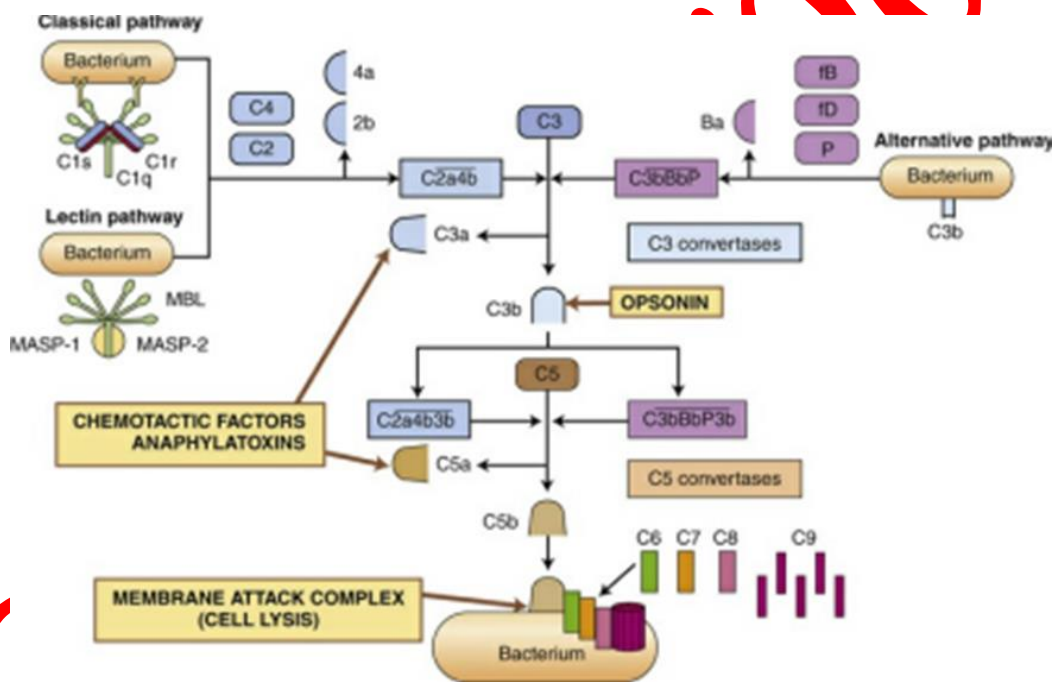 Classical pathway
Bacterium
C1s
C1r
C1q
Lectin pathway
Bacterium
MBL
MASP-1
MASP-2
C4
C2
4a
2b
C2a4b
C3
Ba
fB
fD
P
C3bBbP
Alternative pathway
Bacterium
C3b
C3a
C3 convertases
C3b
OPSONIN
C5
C2a4b3b
C3bBbP3b
CHEMOTACTIC FACTORS
ANAPHYLATOXINS
C5a
C5 convertases
C5b
C6
C7
C8
C9
MEMBRANE ATTACK COMPLEX
(CELL LYSIS)
Bacterium